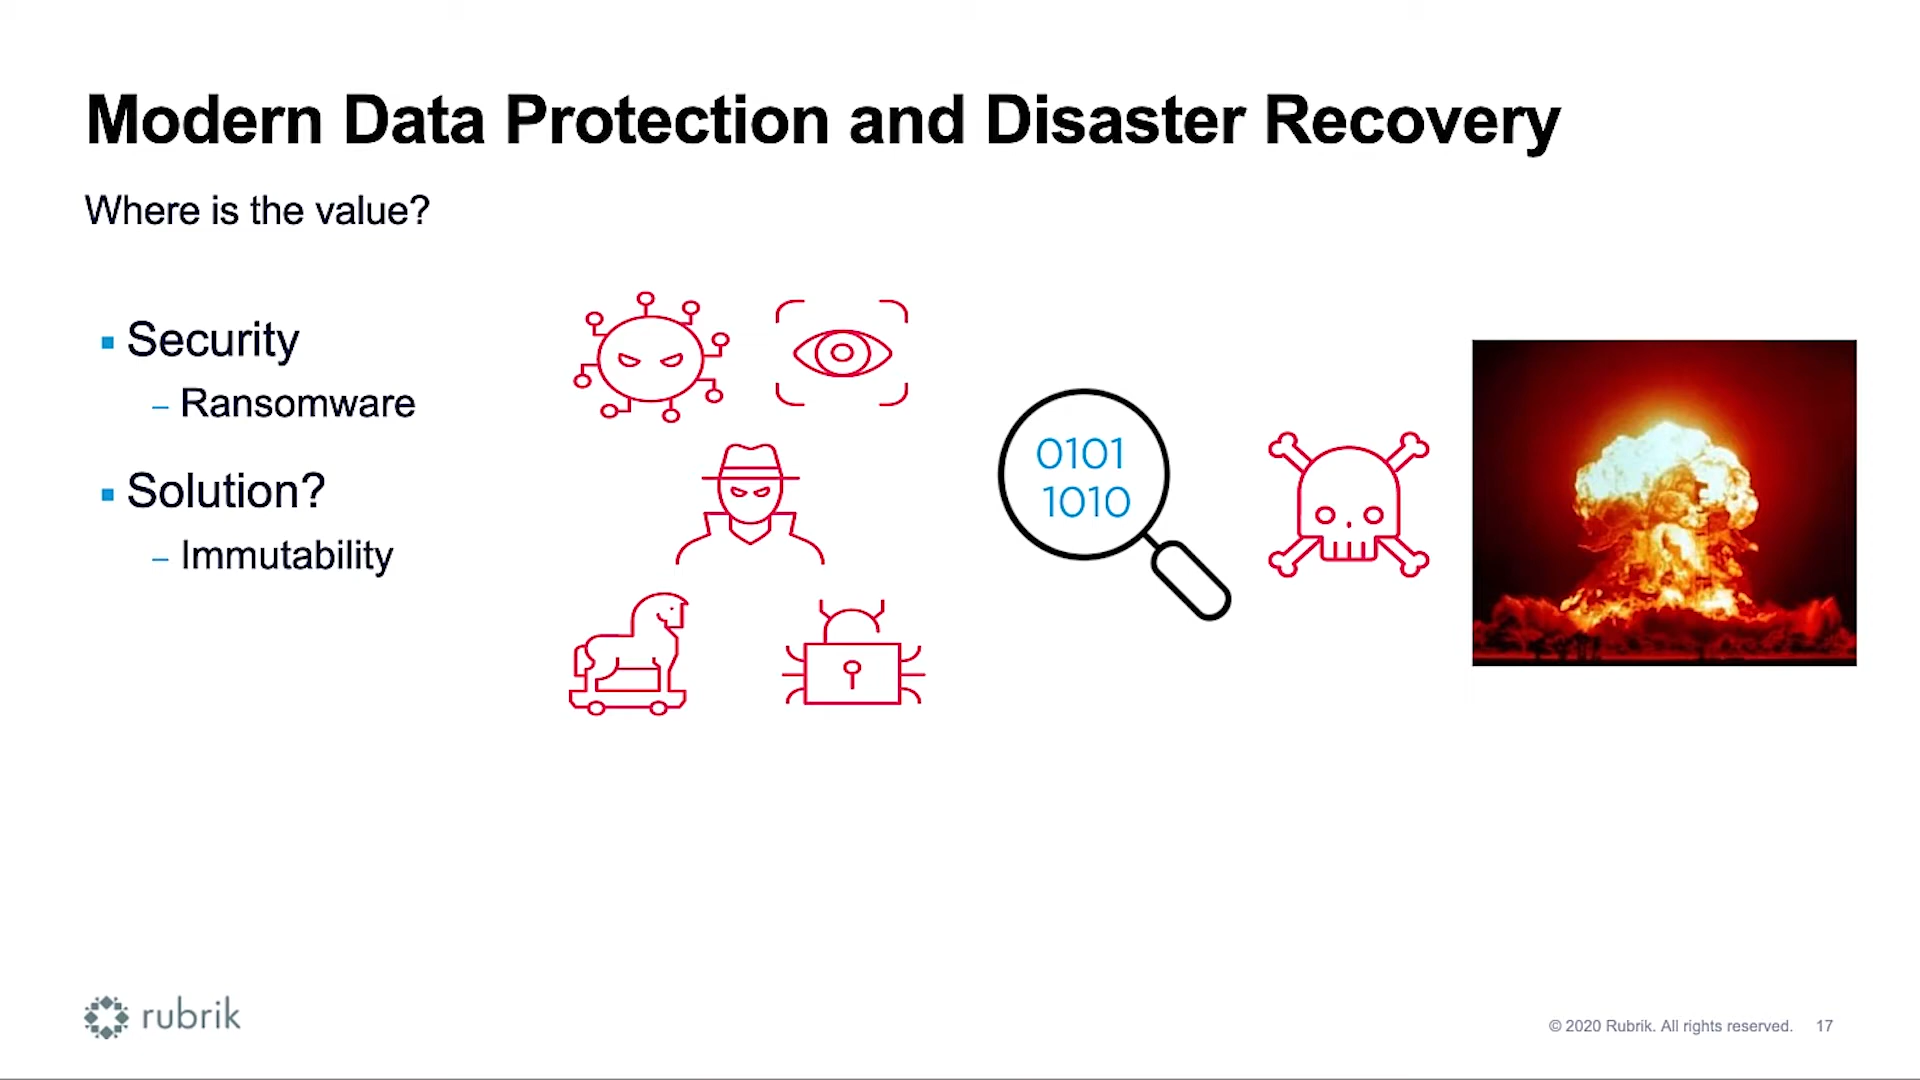 Modern Data Protection and Disaster Recovery
Where is the value?
Security
– Ransomware
Solution?
– Immutability
0101
1010
rubrik
© 2020 Rubrik. All rights reserved. 17